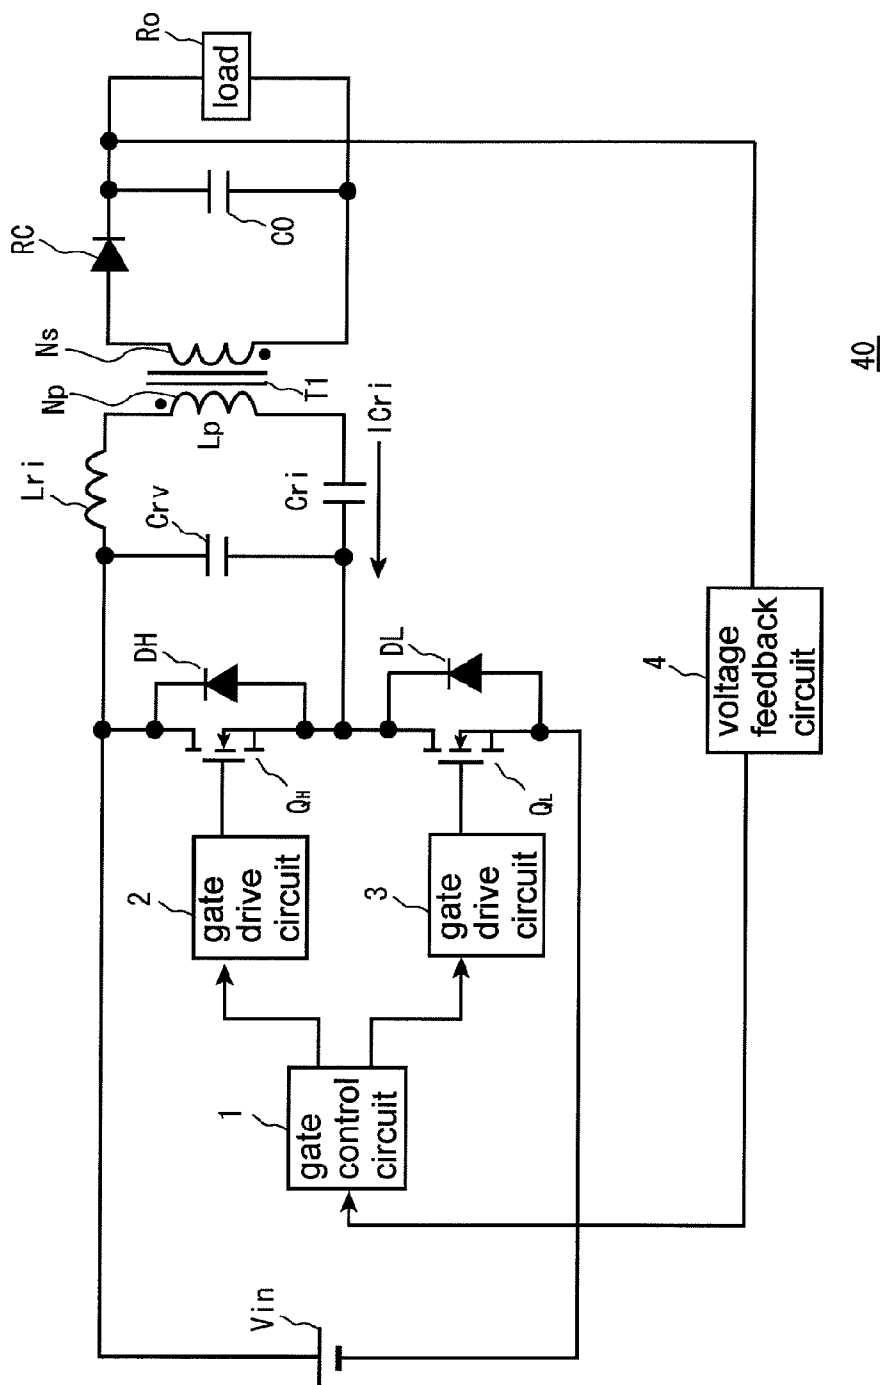 Vin
1
gate
control
circuit
2
gate
drive
circuit
3
gate
drive
circuit
QH
DH
QL
DL
Lri
Crv
Cri
ICri
Np
Lp
Ns
T1
RC
CO
Ro
load
4
voltage
feedback
circuit
40